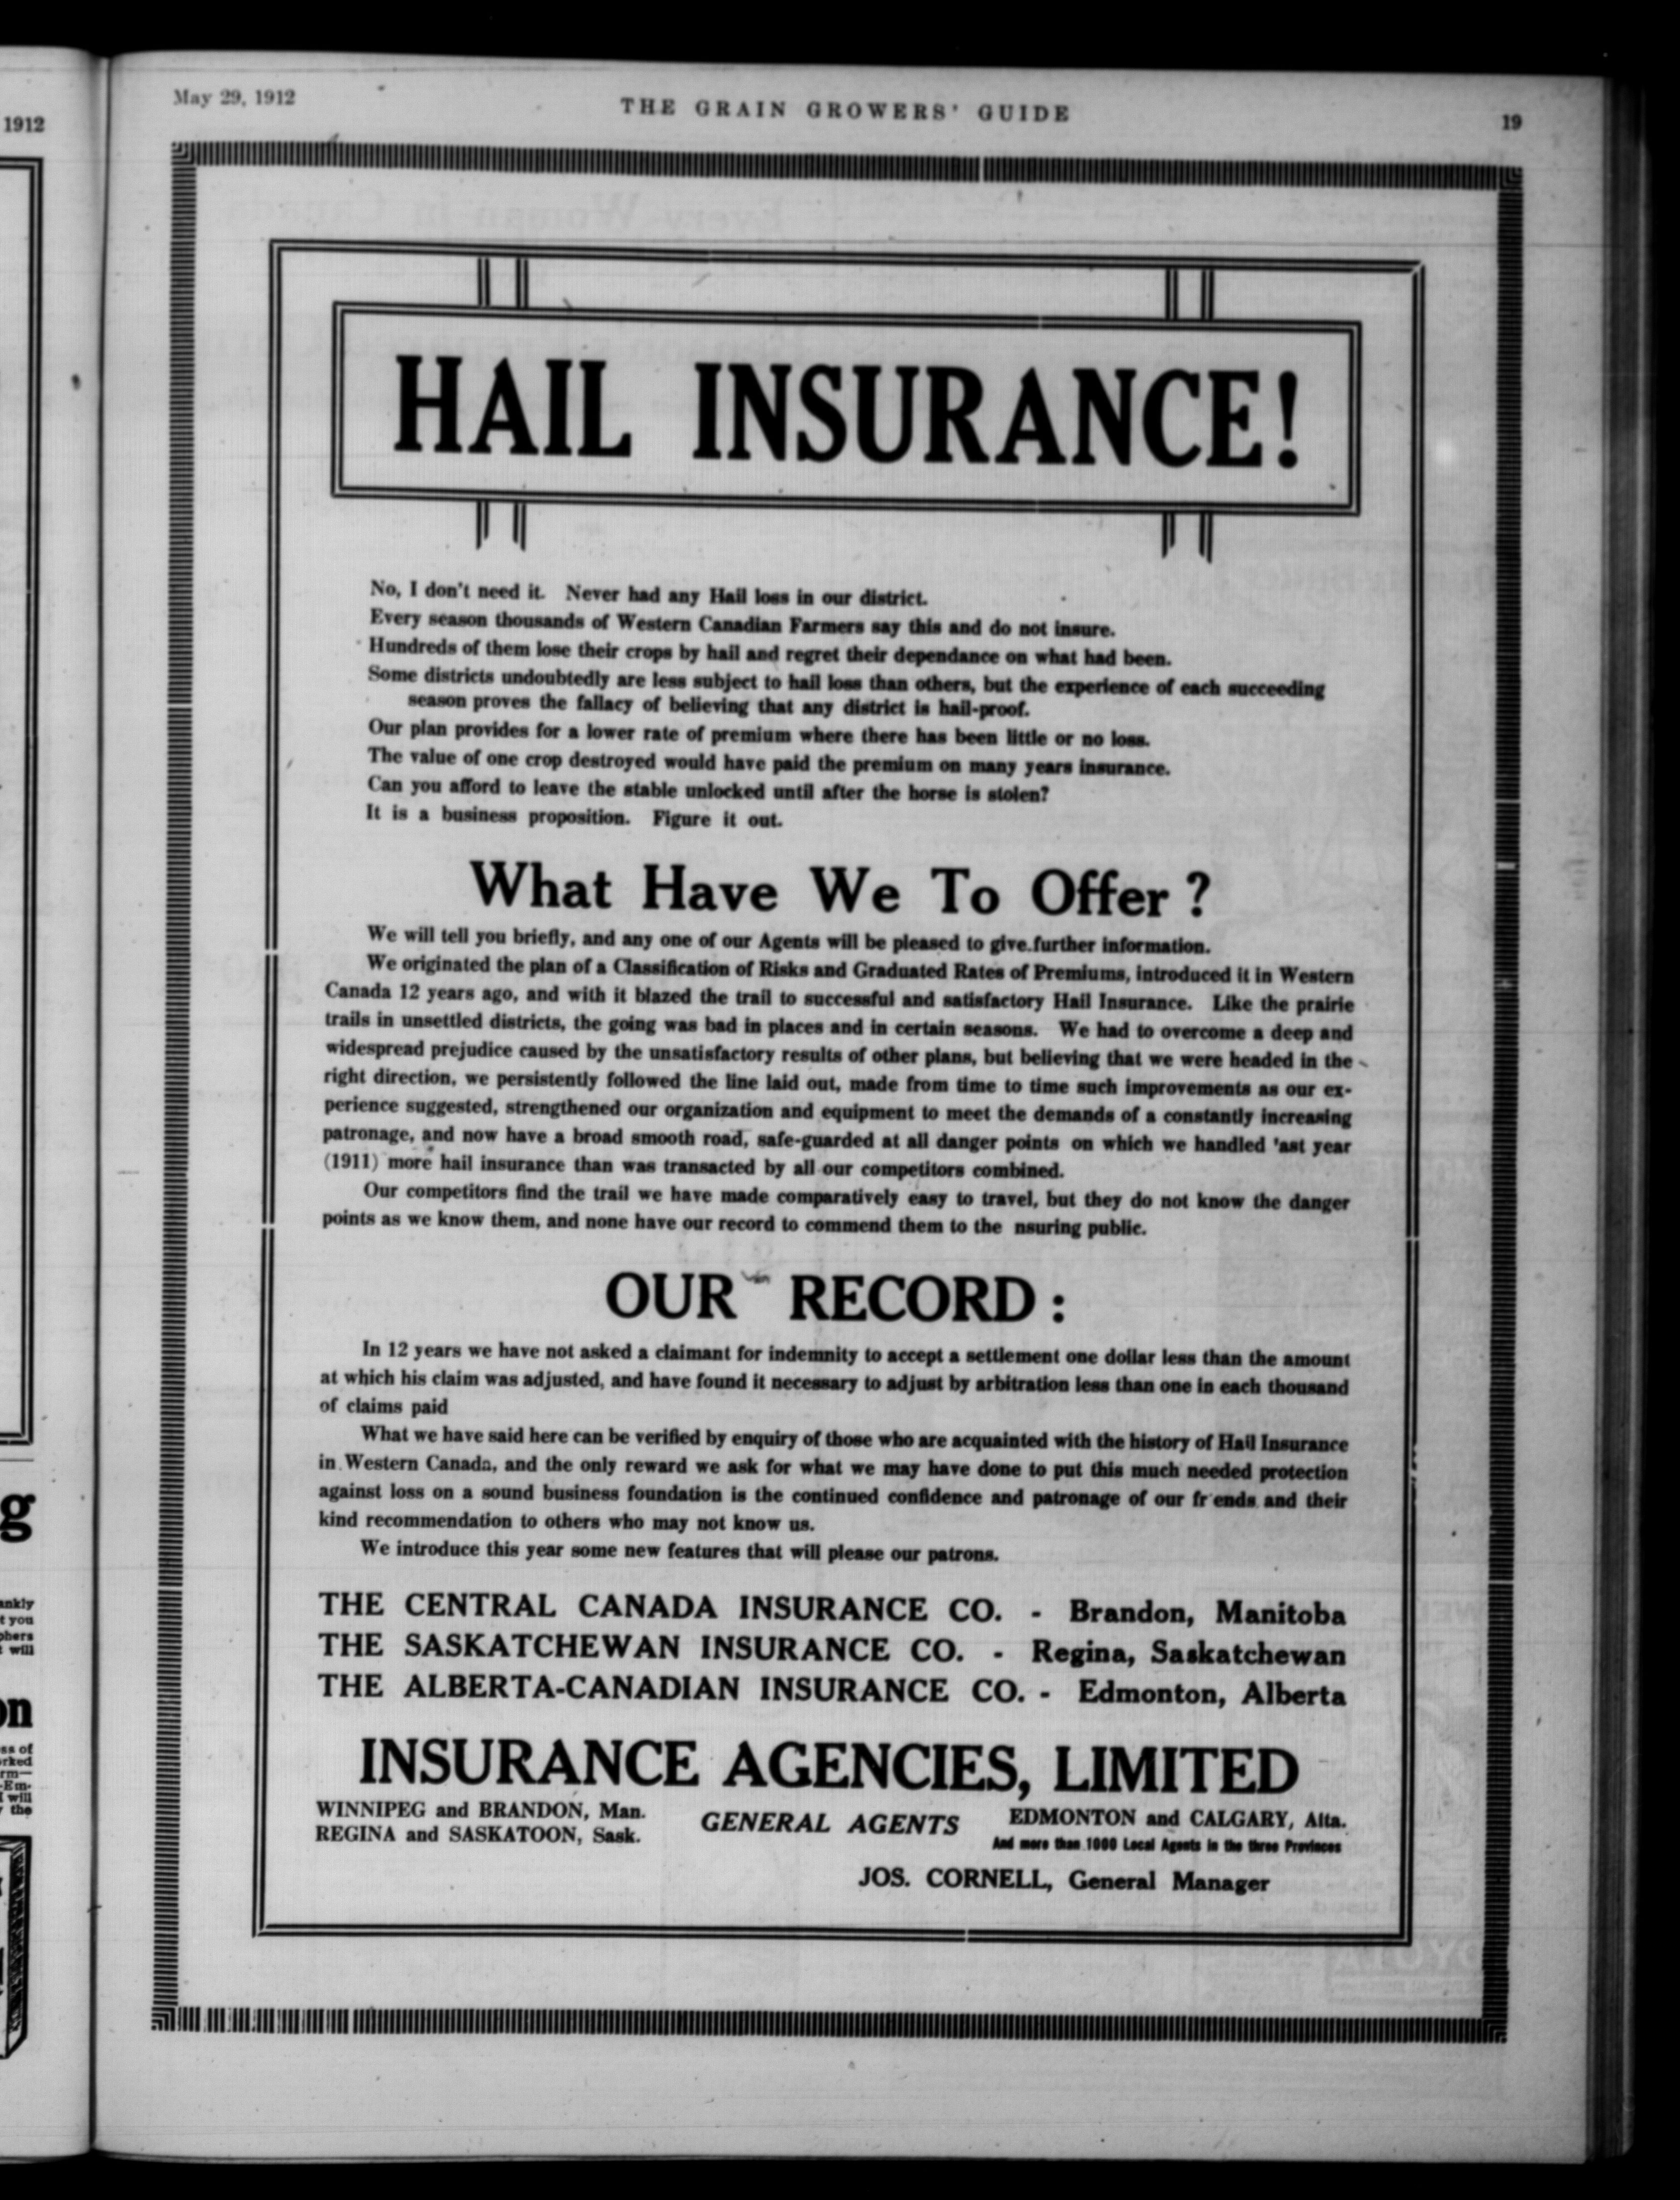 May 29, 1912
THE GRAIN GROWERS' GUIDE
19
1912
HAIL INSURANCE!
No, I don't need it. Never had any Hail loss in our district.
Every season thousands of Western Canadian Farmers say this and do not insure.
Hundreds of them lose their crops by hail and regret their dependance on what had been.
Some districts undoubtedly are less subject to hail loss than others, but the experience of each succeeding
season proves the fallacy of believing that any district is hail-proof.
Our plan provides for a lower rate of premium where there has been little or no loss.
The value of one crop destroyed would have paid the premium on many years insurance.
Can you afford to leave the stable unlocked until after the horse is stolen?
It is a business proposition. Figure it out.
What Have We To Offer ?
We will tell you briefly, and any one of our Agents will be pleased to give further information.
We originated the plan of a Classification of Risks and Graduated Rates of Premiums, introduced it in Western
Canada 12 years ago, and with it blazed the trail to successful and satisfactory Hail Insurance. Like the prairie
trails in unsettled districts, the going was bad in places and in certain seasons. We had to overcome a deep and
widespread prejudice caused by the unsatisfactory results of other plans, but believing that we were headed in the
right direction, we persistently followed the line laid out, made from time to time such improvements as our ex-
perience suggested, strengthened our organization and equipment to meet the demands of a constantly increasing
patronage, and now have a broad smooth road, safe-guarded at all danger points on which we handled 'ast year
(1911) more hail insurance than was transacted by all our competitors combined.
Our competitors find the trail we have made comparatively easy to travel, but they do not know the danger
points as we know them, and none have our record to commend them to the nsuring public.
OUR RECORD :
In 12 years we have not asked a claimant for indemnity to accept a settlement one dollar less than the amount
at which his claim was adjusted, and have found it necessary to adjust by arbitration less than one in each thousand
of claims paid
What we have said here can be verified by enquiry of those who are acquainted with the history of Hail Insurance
in Western Canada, and the only reward we ask for what we may have done to put this much needed protection
against loss on a sound business foundation is the continued confidence and patronage of our fr ends and their
kind recommendation to others who may not know us.
We introduce this year some new features that will please our patrons.
THE CENTRAL CANADA INSURANCE CO. - Brandon, Manitoba
THE SASKATCHEWAN INSURANCE CO. - Regina, Saskatchewan
THE ALBERTA-CANADIAN INSURANCE CO. - Edmonton, Alberta
INSURANCE AGENCIES, LIMITED
WINNIPEG and BRANDON, Man.
REGINA and SASKATOON, Sask.
GENERAL AGENTS
EDMONTON and CALGARY, Alta.
And more than 1000 Local Agents in the three Provinces
JOS. CORNELL, General Manager